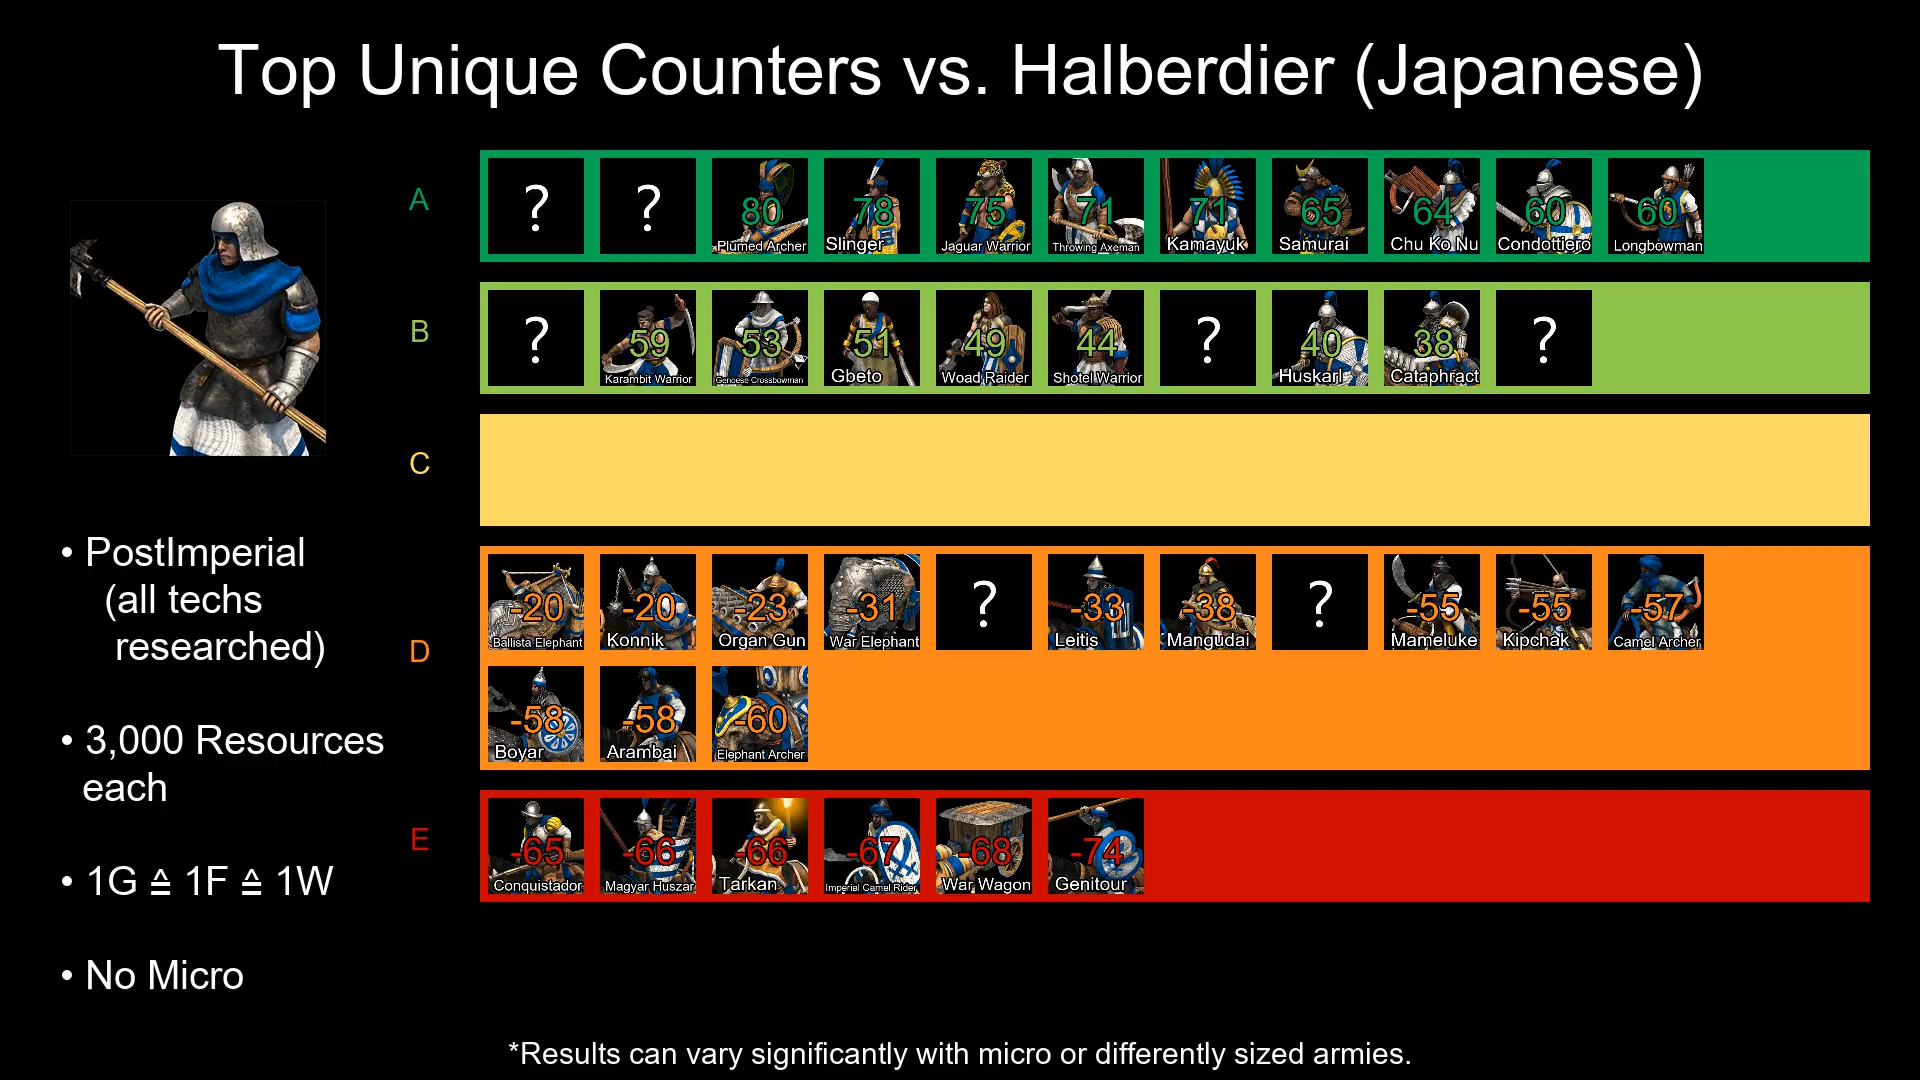 Top Unique Counters vs. Halberdier (Japanese)
A
? ? 80 78 75 71 71 65 64 60 60
Plumed Archer Slinger Jaguar Warrior Throwing Axeman Kamayuk Samurai Chu Ko Nu Condottiero Longbowman
B
? 59 53 51 49 44 ? 40 38 ?
Karambit Warrior Genoese Crossbowman Gbeto Woad Raider Shotel Warrior Huskarl Cataphract
C
• PostImperial
(all techs
researched)
D
-20 -20 -23 -31 ? -33 -38 ? -55 -55 -57
Ballista Elephant Konnik Organ Gun War Elephant Leitis Mangudai Mameluke Kipchak Camel Archer
-58 -58 -60
Boyar Arambai Elephant Archer
• 3,000 Resources
each
E
-65 -66 -66 -67 -68 -74
Conquistador Magyar Huszar Tarkan Imperial Camel Rider War Wagon Genitour
• 1G ≙ 1F ≙ 1W
• No Micro
*Results can vary significantly with micro or differently sized armies.